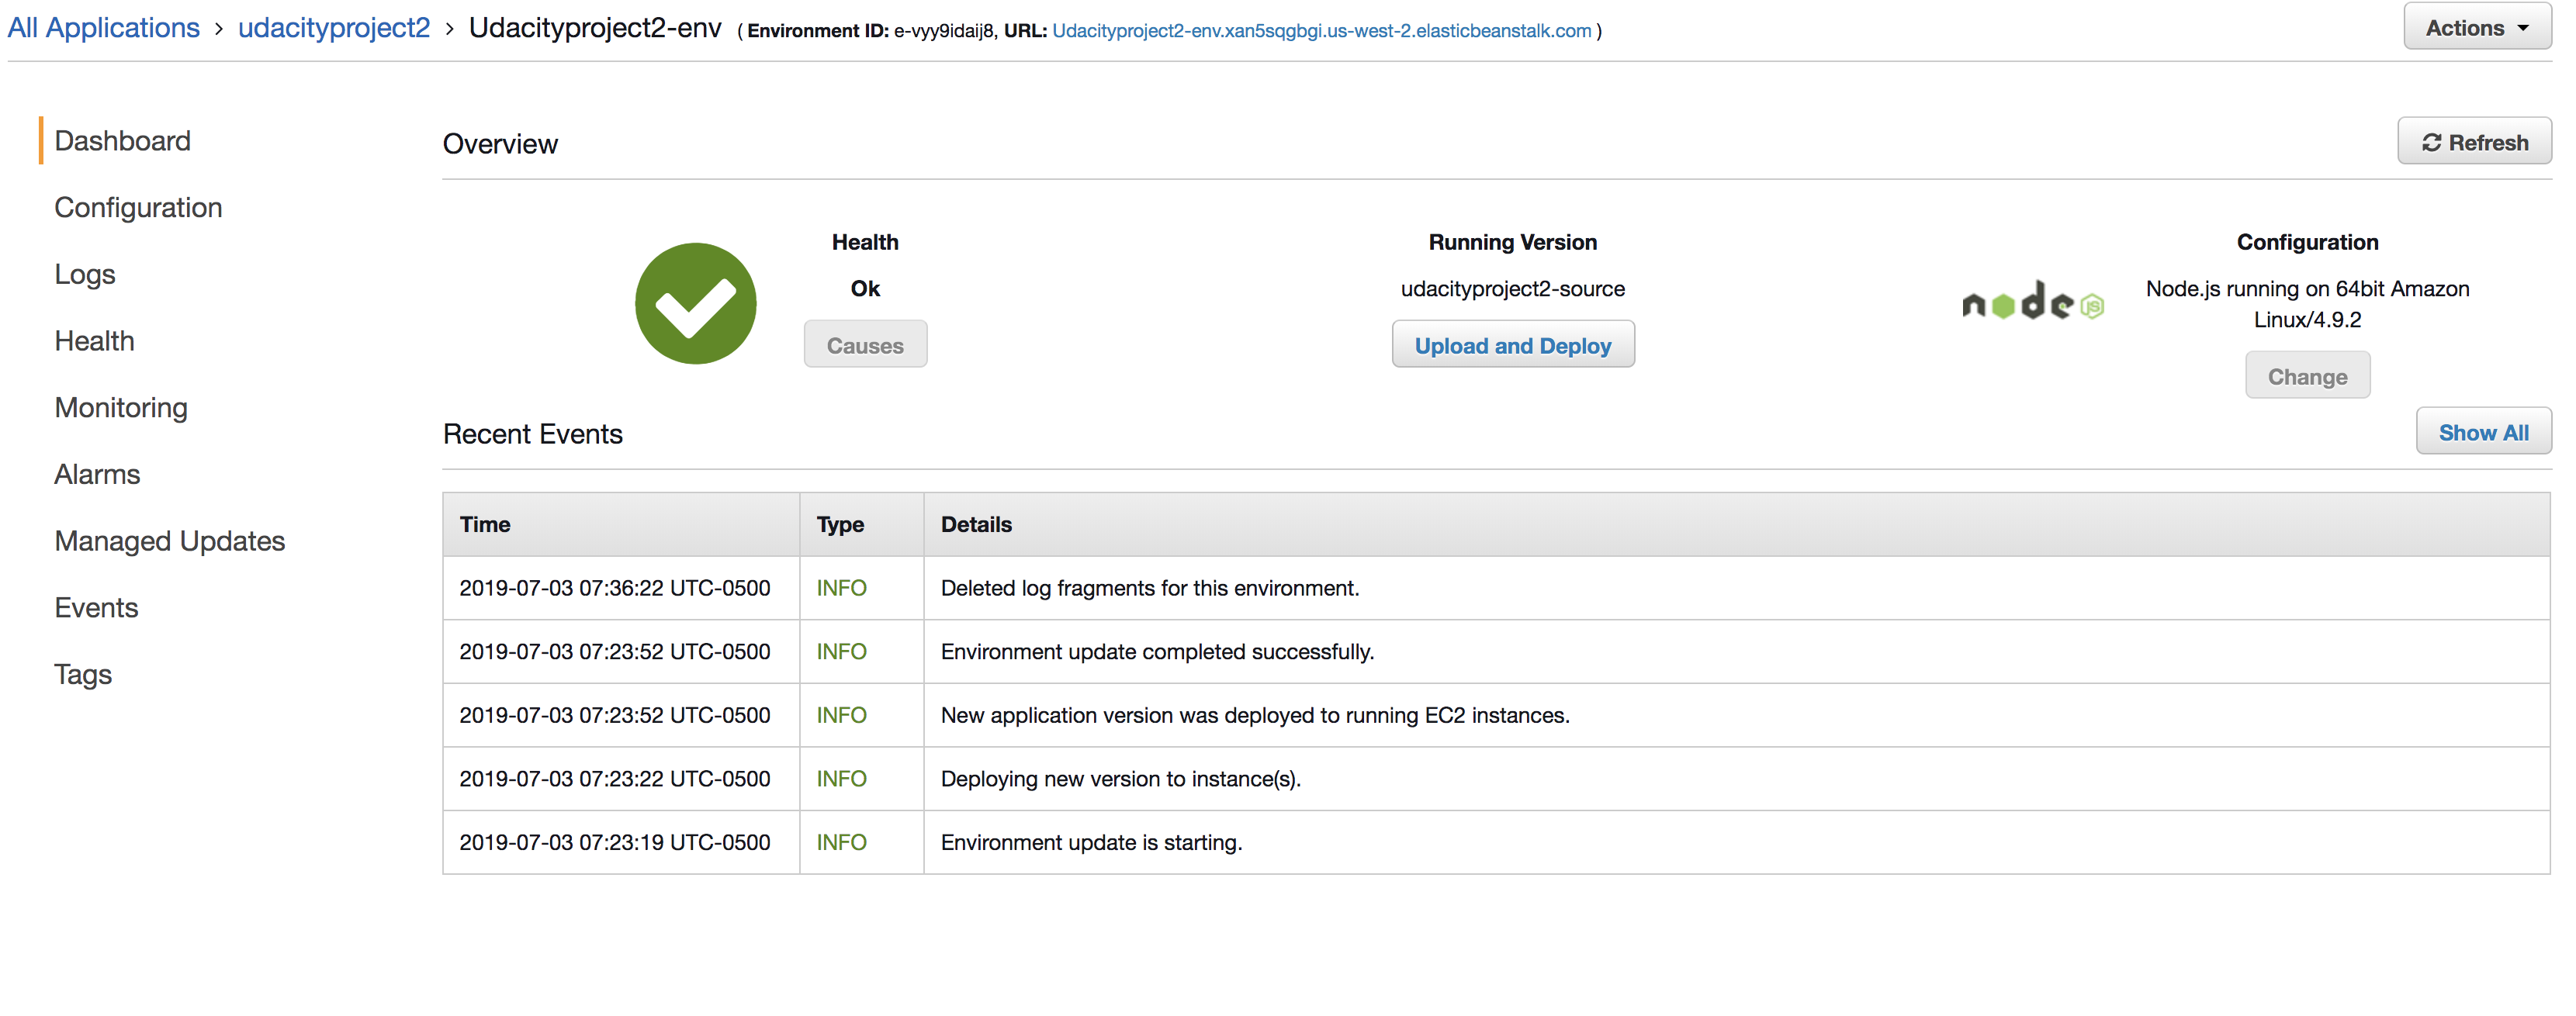 All Applications › udacityproject2 › Udacityproject2-env ( Environment ID: e-vyy9idaij8, URL: Udacityproject2-env.xan5sqgbgi.us-west-2.elasticbeanstalk.com )
Actions
Dashboard
Configuration
Logs
Health
Monitoring
Alarms
Managed Updates
Events
Tags
Overview
Refresh
Health
Ok
Causes
Running Version
udacityproject2-source
Upload and Deploy
node JS
Configuration
Node.js running on 64bit Amazon
Linux/4.9.2
Change
Recent Events
Show All
Time Type Details
2019-07-03 07:36:22 UTC-0500 INFO Deleted log fragments for this environment.
2019-07-03 07:23:52 UTC-0500 INFO Environment update completed successfully.
2019-07-03 07:23:52 UTC-0500 INFO New application version was deployed to running EC2 instances.
2019-07-03 07:23:22 UTC-0500 INFO Deploying new version to instance(s).
2019-07-03 07:23:19 UTC-0500 INFO Environment update is starting.